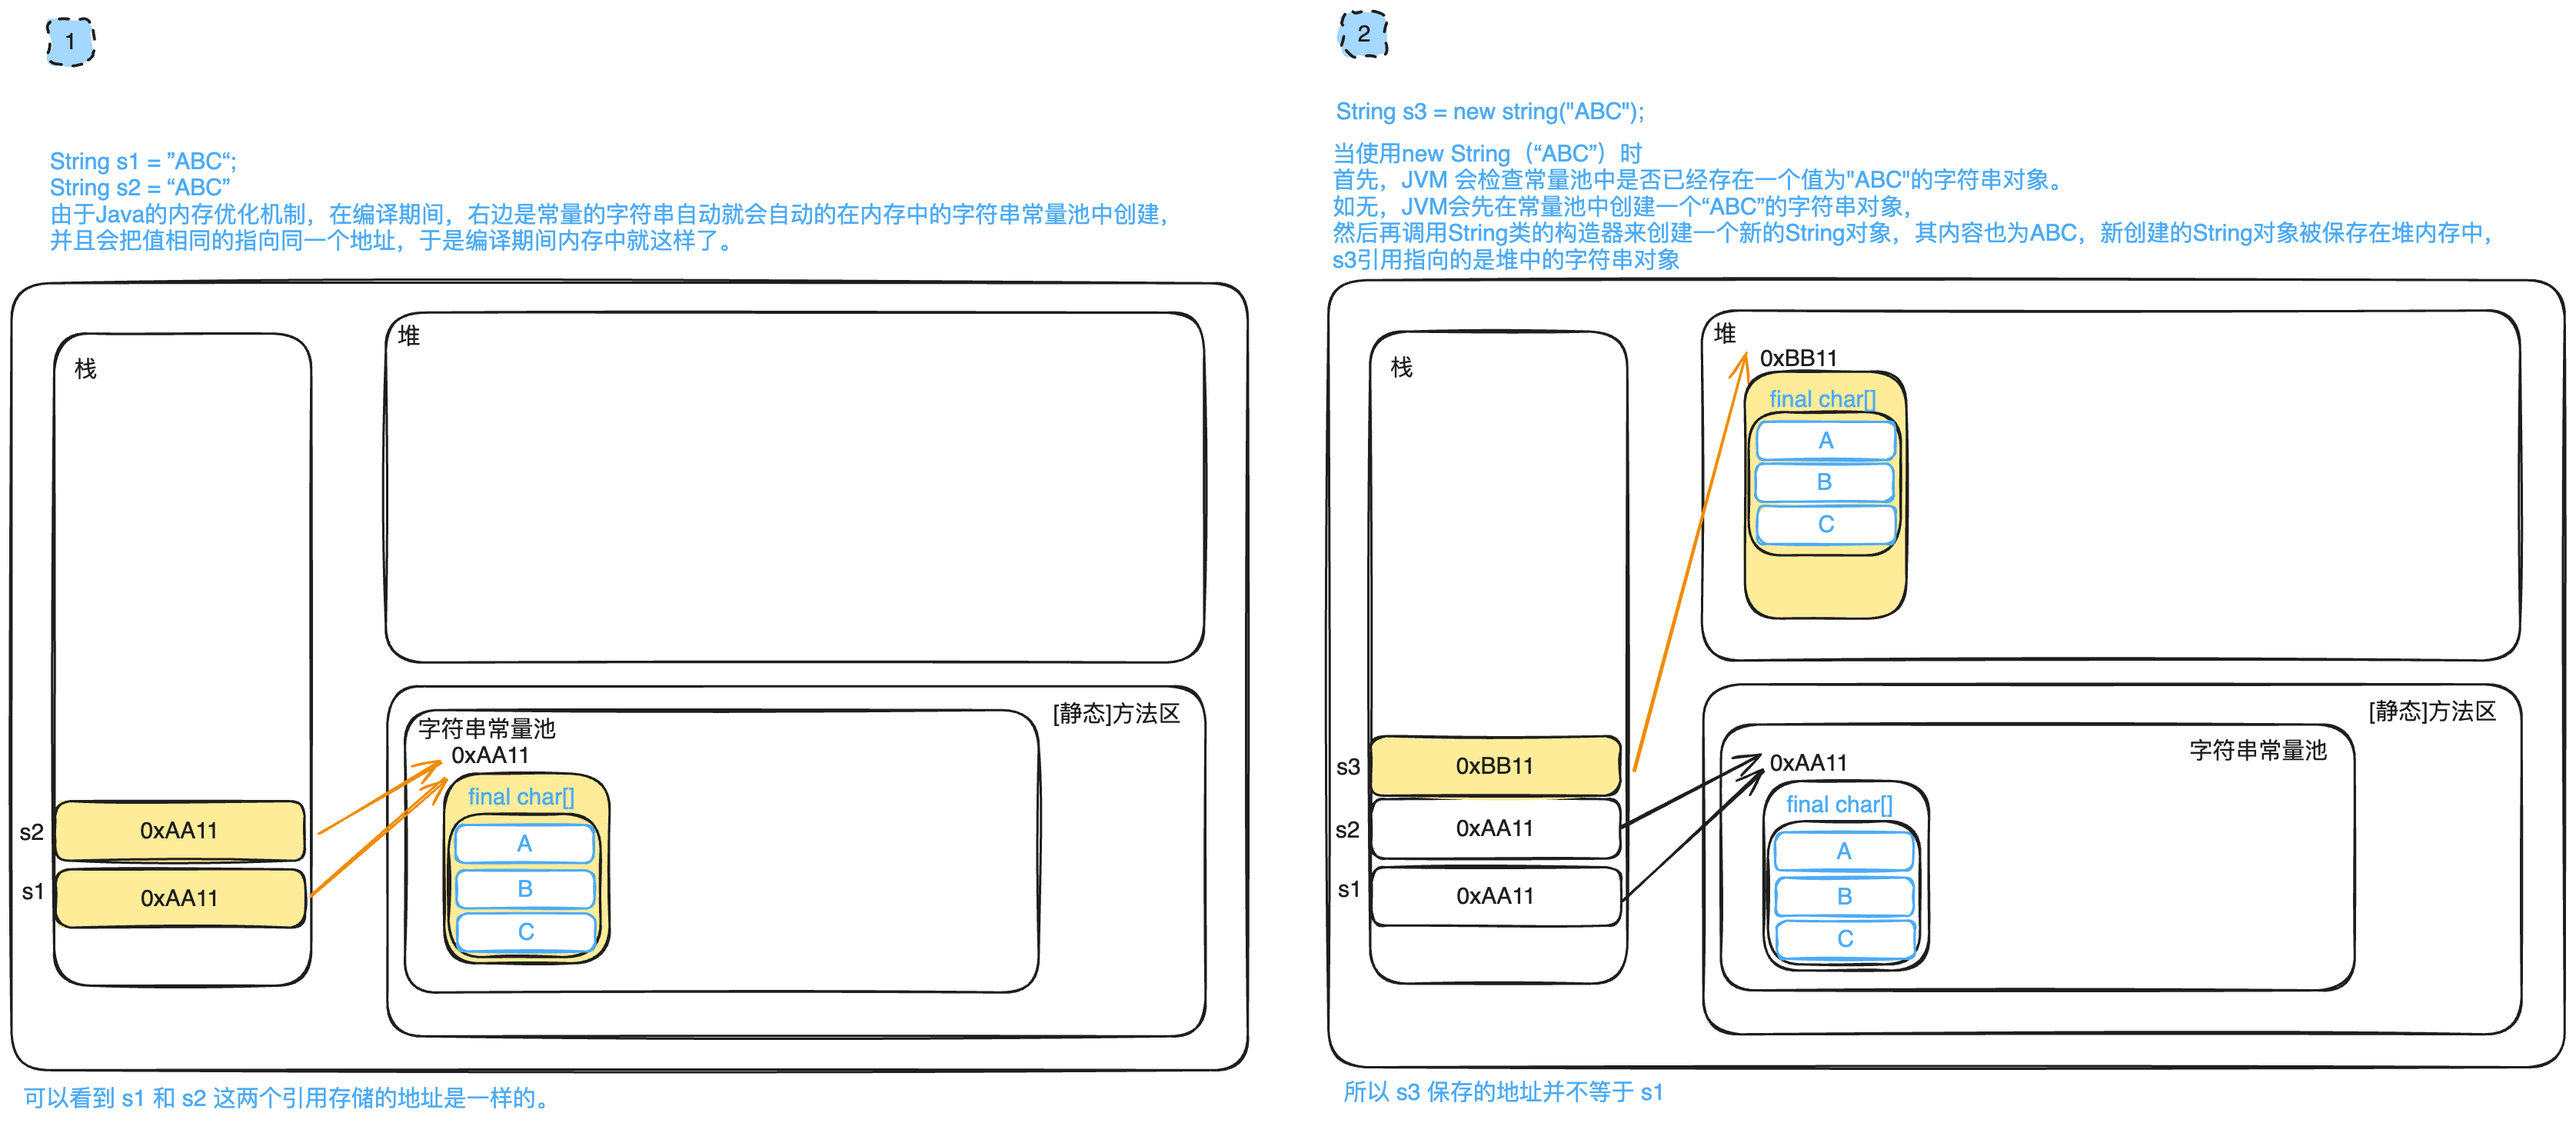 1
String s1 = ”ABC“;
String s2 = “ABC”
由于Java的内存优化机制，在编译期间，右边是常量的字符串自动就会自动的在内存中的字符串常量池中创建，
并且会把值相同的指向同一个地址，于是编译期间内存中就这样了。
栈
堆
[静态]方法区
字符串常量池
0xAA11
final char[]
A
B
C
s2
0xAA11
s1
0xAA11
可以看到 s1 和 s2 这两个引用存储的地址是一样的。
2
String s3 = new string("ABC");
当使用new String（“ABC”）时
首先，JVM 会检查常量池中是否已经存在一个值为"ABC"的字符串对象。
如无，JVM会先在常量池中创建一个“ABC”的字符串对象，
然后再调用String类的构造器来创建一个新的String对象，其内容也为ABC，新创建的String对象被保存在堆内存中，
s3引用指向的是堆中的字符串对象
栈
堆
0xBB11
final char[]
A
B
C
[静态]方法区
字符串常量池
0xAA11
final char[]
A
B
C
s3
0xBB11
s2
0xAA11
s1
0xAA11
所以 s3 保存的地址并不等于 s1